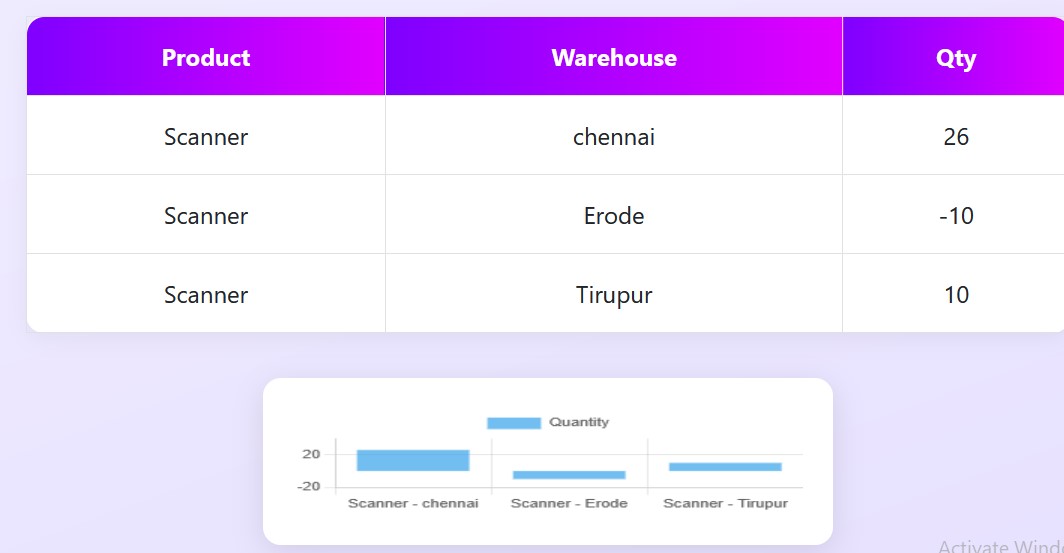 Product Warehouse Qty
Scanner chennai 26
Scanner Erode -10
Scanner Tirupur 10
Quantity
20
-20
Scanner - chennai Scanner - Erode Scanner - Tirupur
Activate